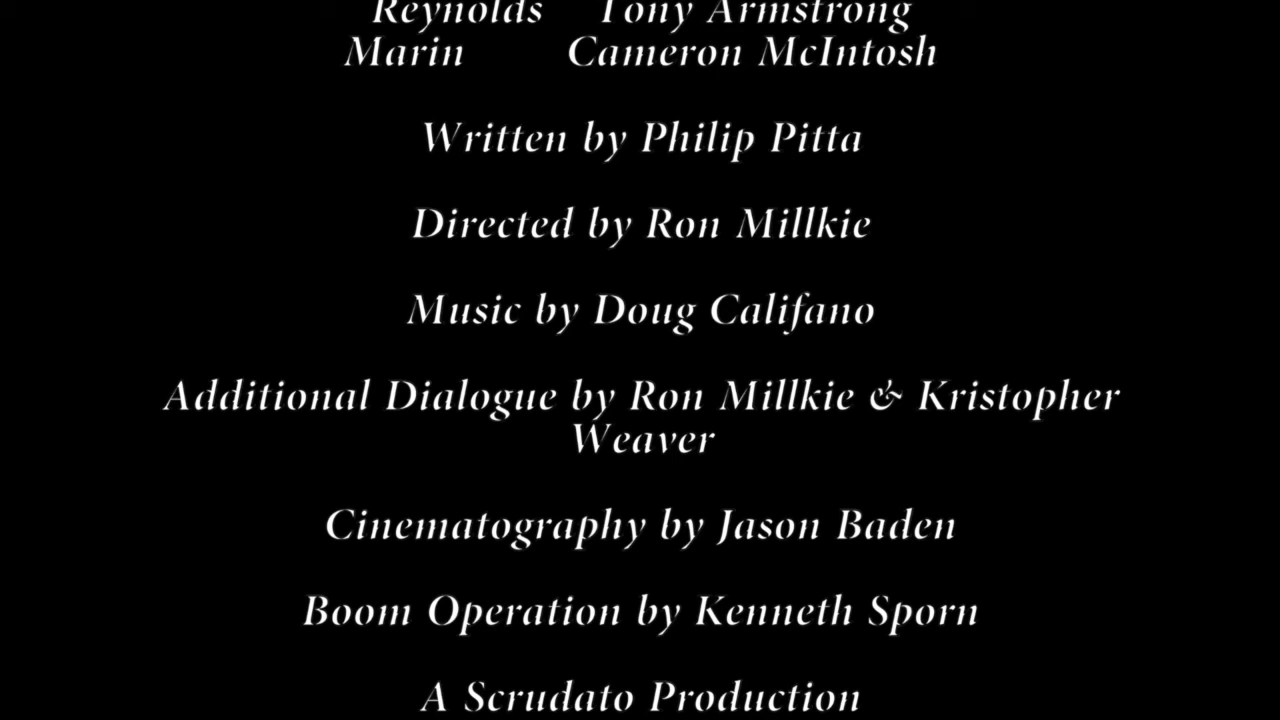 Reynolds Tony Armstrong
Marin Cameron McIntosh
Written by Philip Pitta
Directed by Ron Millkie
Music by Doug Califano
Additional Dialogue by Ron Millkie & Kristopher
Weaver
Cinematography by Jason Baden
Boom Operation by Kenneth Sporn
A Scrudato Production